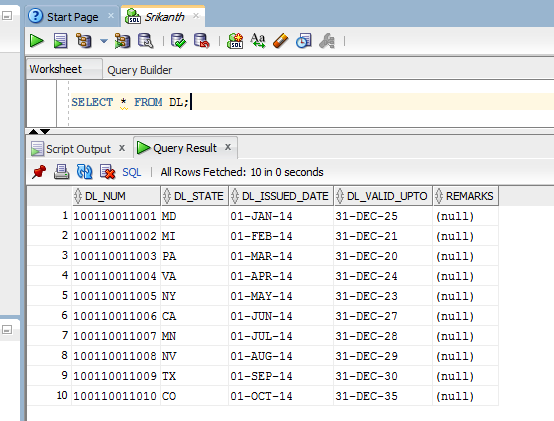 Start Page x Srikanth x
SQL Aa
Worksheet Query Builder
SELECT * FROM DL;
Script Output x Query Result x
SQL | All Rows Fetched: 10 in 0 seconds
DL_NUM DL_STATE DL_ISSUED_DATE DL_VALID_UPTO REMARKS
1 100110011001 MD 01-JAN-14 31-DEC-25 (null)
2 100110011002 MI 01-FEB-14 31-DEC-21 (null)
3 100110011003 PA 01-MAR-14 31-DEC-20 (null)
4 100110011004 VA 01-APR-14 31-DEC-24 (null)
5 100110011005 NY 01-MAY-14 31-DEC-23 (null)
6 100110011006 CA 01-JUN-14 31-DEC-27 (null)
7 100110011007 MN 01-JUL-14 31-DEC-28 (null)
8 100110011008 NV 01-AUG-14 31-DEC-29 (null)
9 100110011009 TX 01-SEP-14 31-DEC-30 (null)
10 100110011010 CO 01-OCT-14 31-DEC-35 (null)